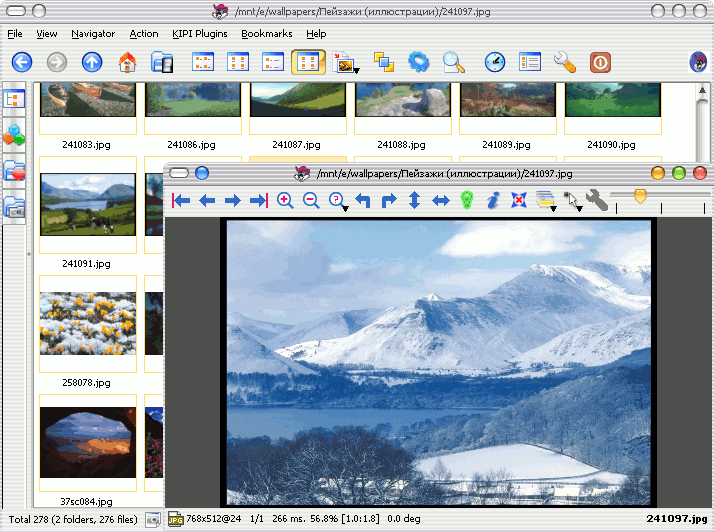 /mnt/e/wallpapers/Пейзажи (иллюстрации)/241097.jpg
File View Navigator Action KIPI Plugins Bookmarks Help
241083.jpg 241086.jpg 241087.jpg 241088.jpg 241089.jpg 241090.jpg
/mnt/e/wallpapers/Пейзажи (иллюстрации)/241097.jpg
241091.jpg
258078.jpg
37sc084.jpg
Total 278 (2 folders, 276 files)
JPG 768x512@24 1/1 266 ms. 56.8% [1.0:1.8] 0.0 deg 241097.jpg